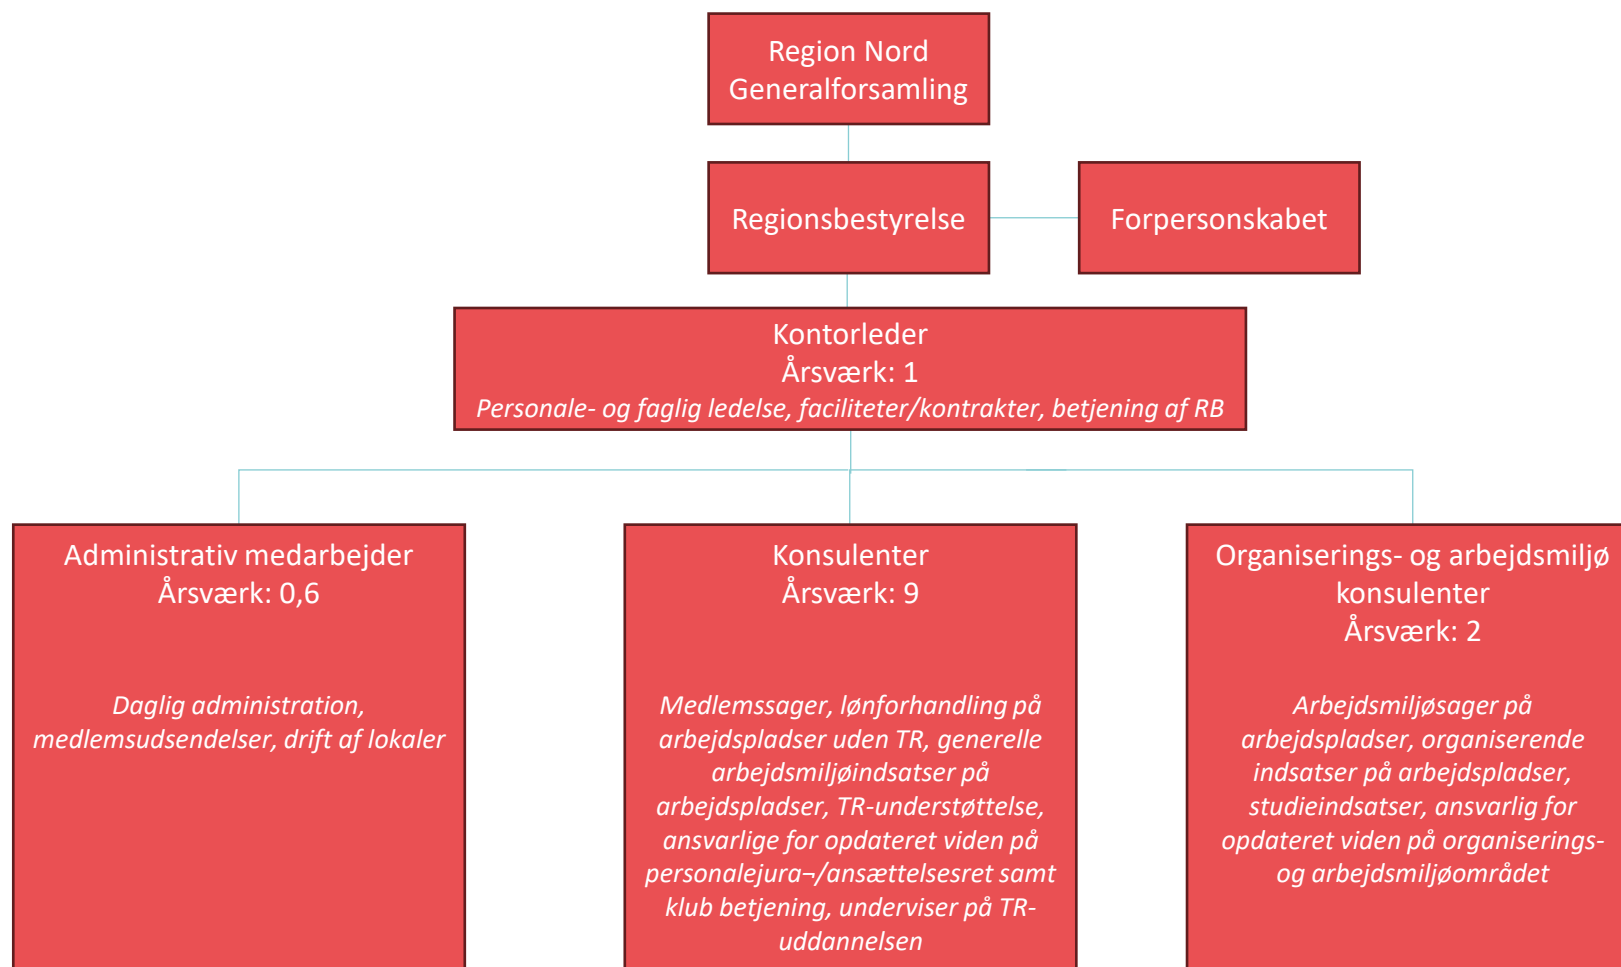 Region Nord
Generalforsamling
Regionsbestyrelse
Forpersonskabet
Kontorleder
Årsværk: 1
Personale- og faglig ledelse, faciliteter/kontrakter, betjening af RB
Administrativ medarbejder
Årsværk: 0,6
Daglig administration,
medlemsudsendelser, drift af lokaler
Konsulenter
Årsværk: 9
Medlemssager, lønforhandling på
arbejdspladser uden TR, generelle
arbejdsmiljøindsatser på
arbejdspladser, TR-understøttelse,
ansvarlige for opdateret viden på
personalejura¬/ansættelsesret samt
klub betjening, underviser på TR-
uddannelsen
Organiserings- og arbejdsmiljø
konsulenter
Årsværk: 2
Arbejdsmiljøsager på
arbejdspladser, organiserende
indsatser på arbejdspladser,
studieindsatser, ansvarlig for
opdateret viden på organiserings-
og arbejdsmiljøområdet